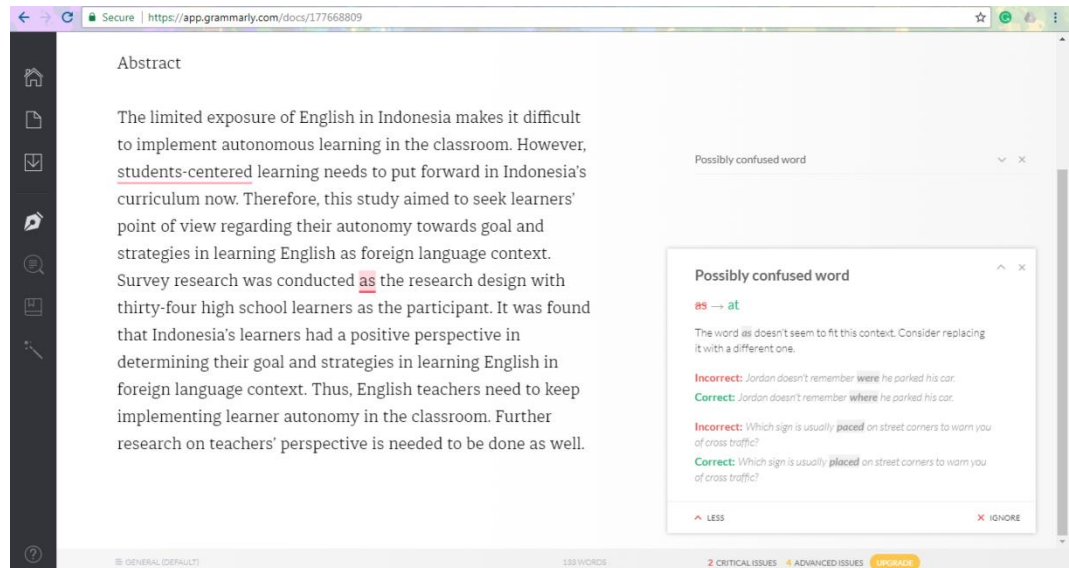 Secure | https://app.grammarly.com/docs/177668809
Abstract
The limited exposure of English in Indonesia makes it difficult
to implement autonomous learning in the classroom. However,
students-centered learning needs to put forward in Indonesia's
curriculum now. Therefore, this study aimed to seek learners'
point of view regarding their autonomy towards goal and
strategies in learning English as foreign language context.
Survey research was conducted as the research design with
thirty-four high school learners as the participant. It was found
that Indonesia's learners had a positive perspective in
determining their goal and strategies in learning English in
foreign language context. Thus, English teachers need to keep
implementing learner autonomy in the classroom. Further
research on teachers' perspective is needed to be done as well.
Possibly confused word
Possibly confused word
as → at
The word as doesn't seem to fit this context. Consider replacing
it with a different one.
Incorrect: Jordan doesn't remember were he parked his car.
Correct: Jordan doesn't remember where he parked his car.
Incorrect: Which sign is usually paced on street corners to warn you
of cross traffic?
Correct: Which sign is usually placed on street corners to warn you
of cross traffic?
LESS
IGNORE
GENERAL (DEFAULT)
133 WORDS
2 CRITICAL ISSUES 4 ADVANCED ISSUES UPGRADE